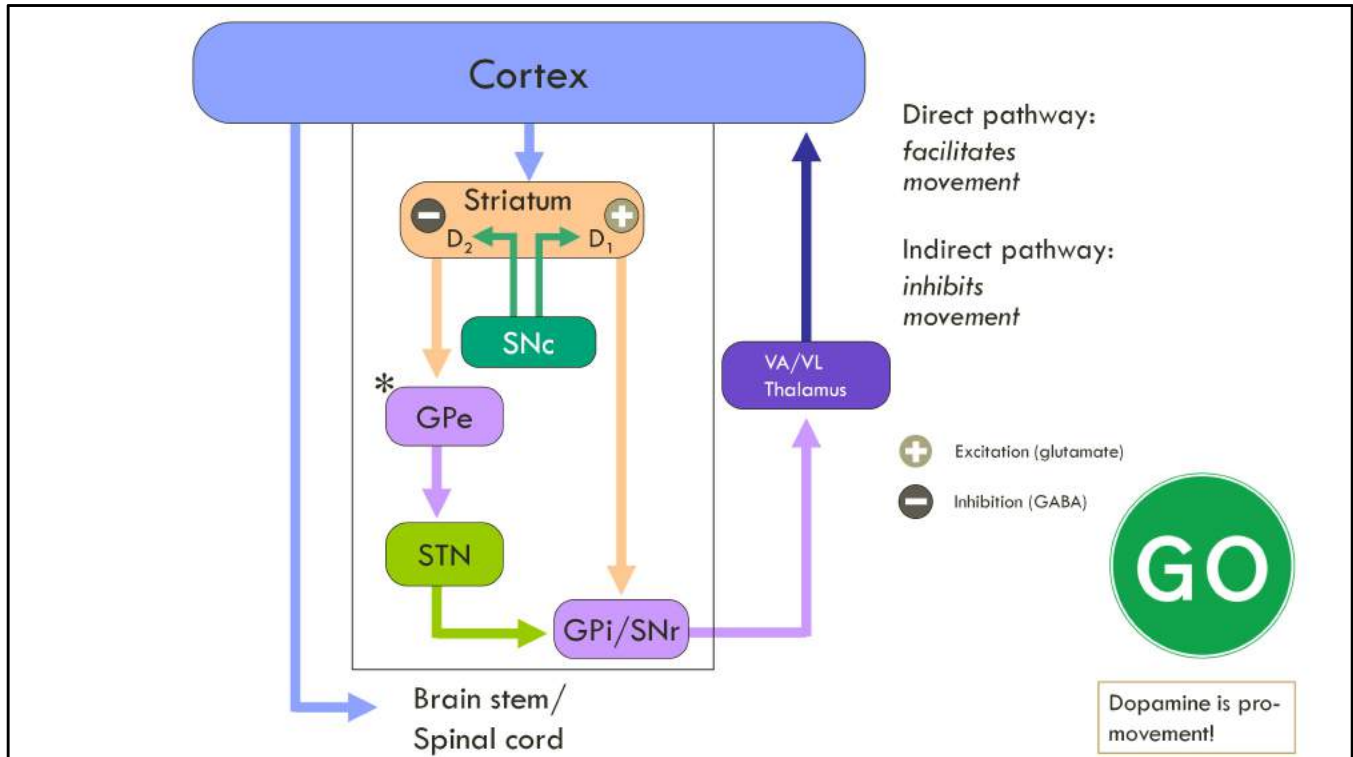 Cortex
Direct pathway:
facilitates
movement
Striatum
D2
D1
Indirect pathway:
inhibits
movement
SNc
VA/VL
Thalamus
*
GPe
Excitation (glutamate)
Inhibition (GABA)
STN
GO
GPi/SNr
Brain stem/
Spinal cord
Dopamine is pro-
movement!